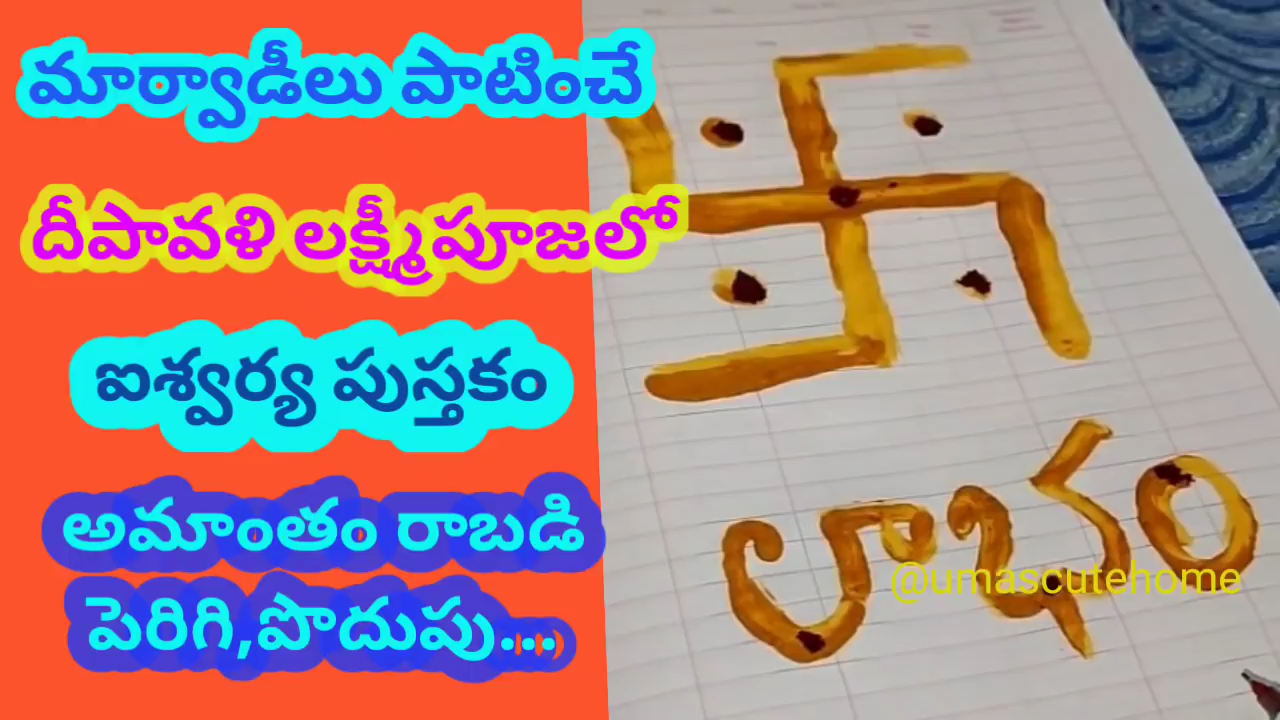 మార్వాడీలు పాటించే
దీపావళి లక్ష్మీపూజలో
ఐశ్వర్య పుస్తకం
అమాంతం రాబడి
పెరిగి,పొదుపు...
లాభం
@umascutehome